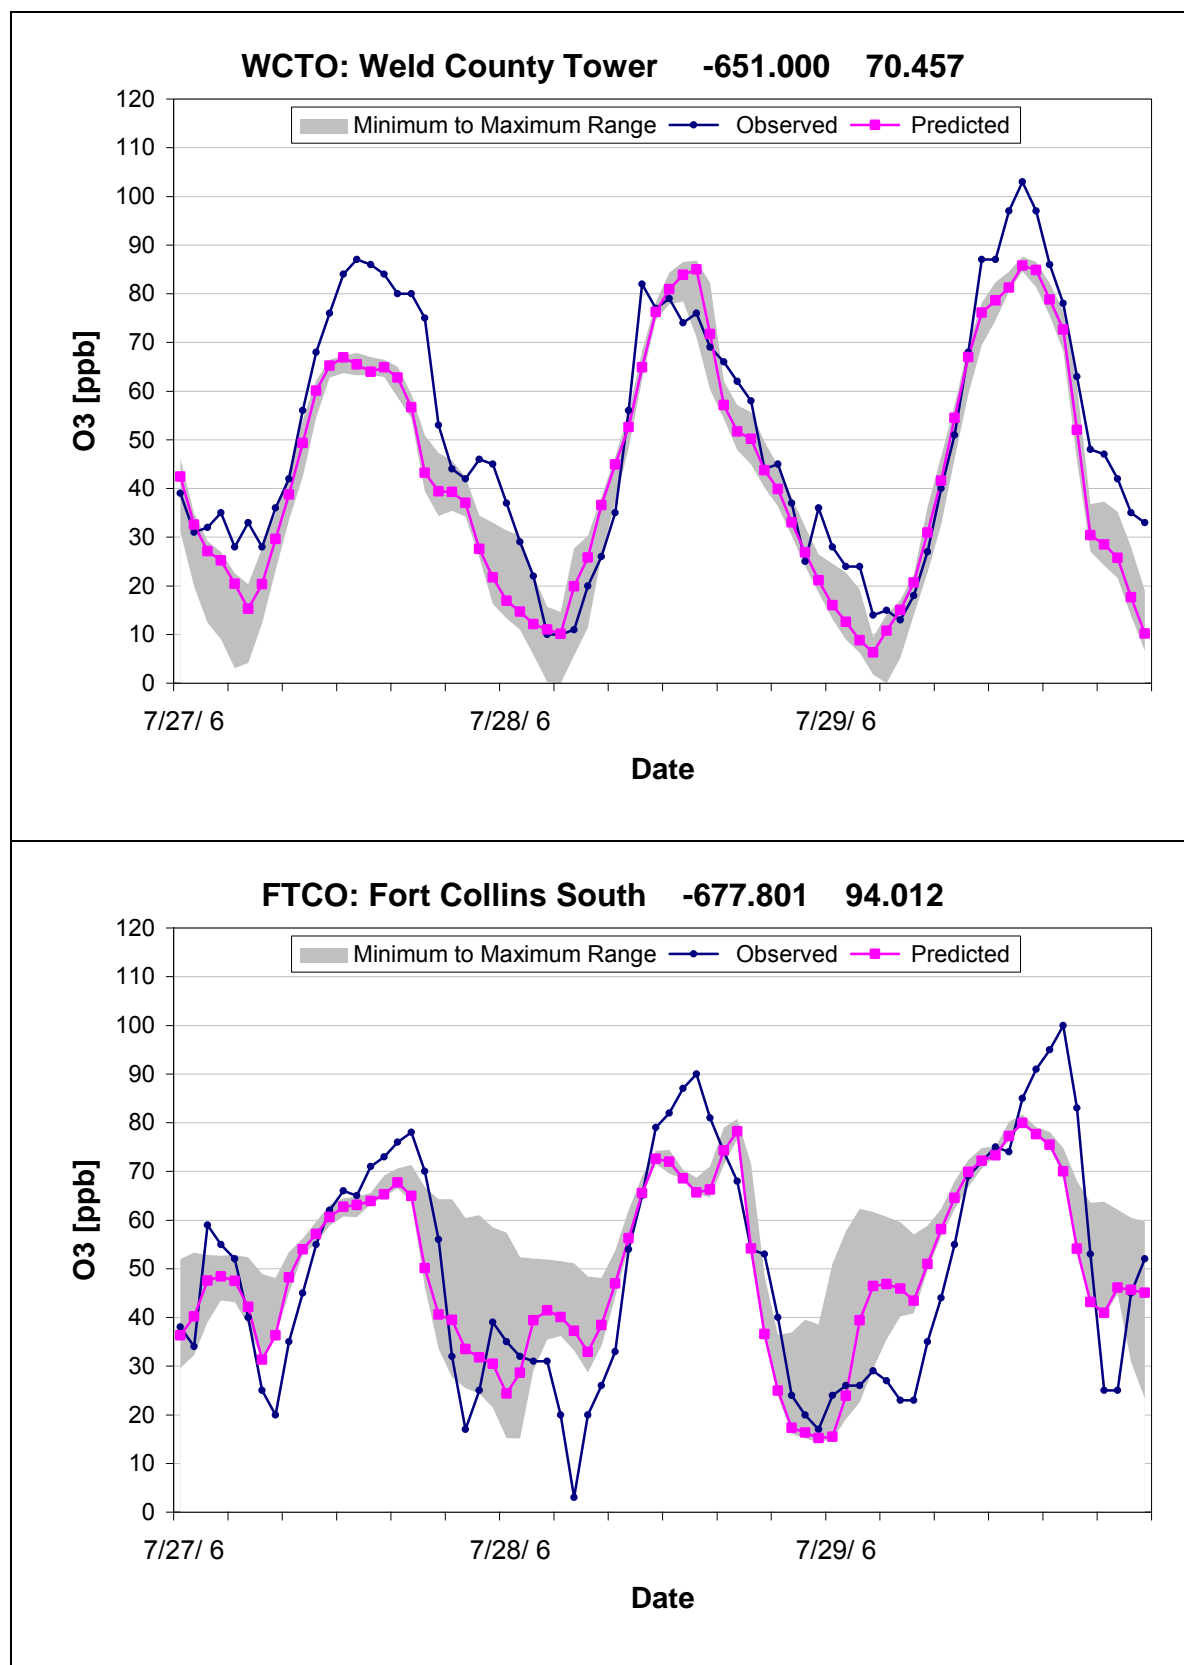 WCTO: Weld County Tower -651.000 70.457
120
Minimum to Maximum Range Observed Predicted
110
100
90
80
70
60
50
40
30
20
10
0
O3 [ppb]
7/27/ 6 7/28/ 6 7/29/ 6
Date
FTCO: Fort Collins South -677.801 94.012
120
Minimum to Maximum Range Observed Predicted
110
100
90
80
70
60
50
40
30
20
10
0
O3 [ppb]
7/27/ 6 7/28/ 6 7/29/ 6
Date